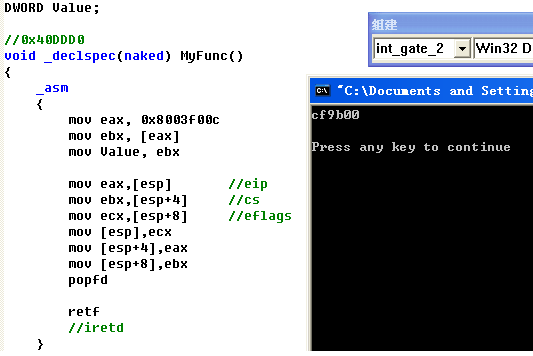 DWORD Value;
//0x40DDD0
void _declspec(naked) MyFunc()
{
_asm
{
mov eax, 0x8003f00c
mov ebx, [eax]
mov Value, ebx
mov eax,[esp] //eip
mov ebx,[esp+4] //cs
mov ecx,[esp+8] //eflags
mov [esp],ecx
mov [esp+4],eax
mov [esp+8],ebx
popfd
retf
//iretd
}
组建
int_gate_2
Win32 D
C:\ "C:\Documents and Setting
cf9b00
Press any key to continue